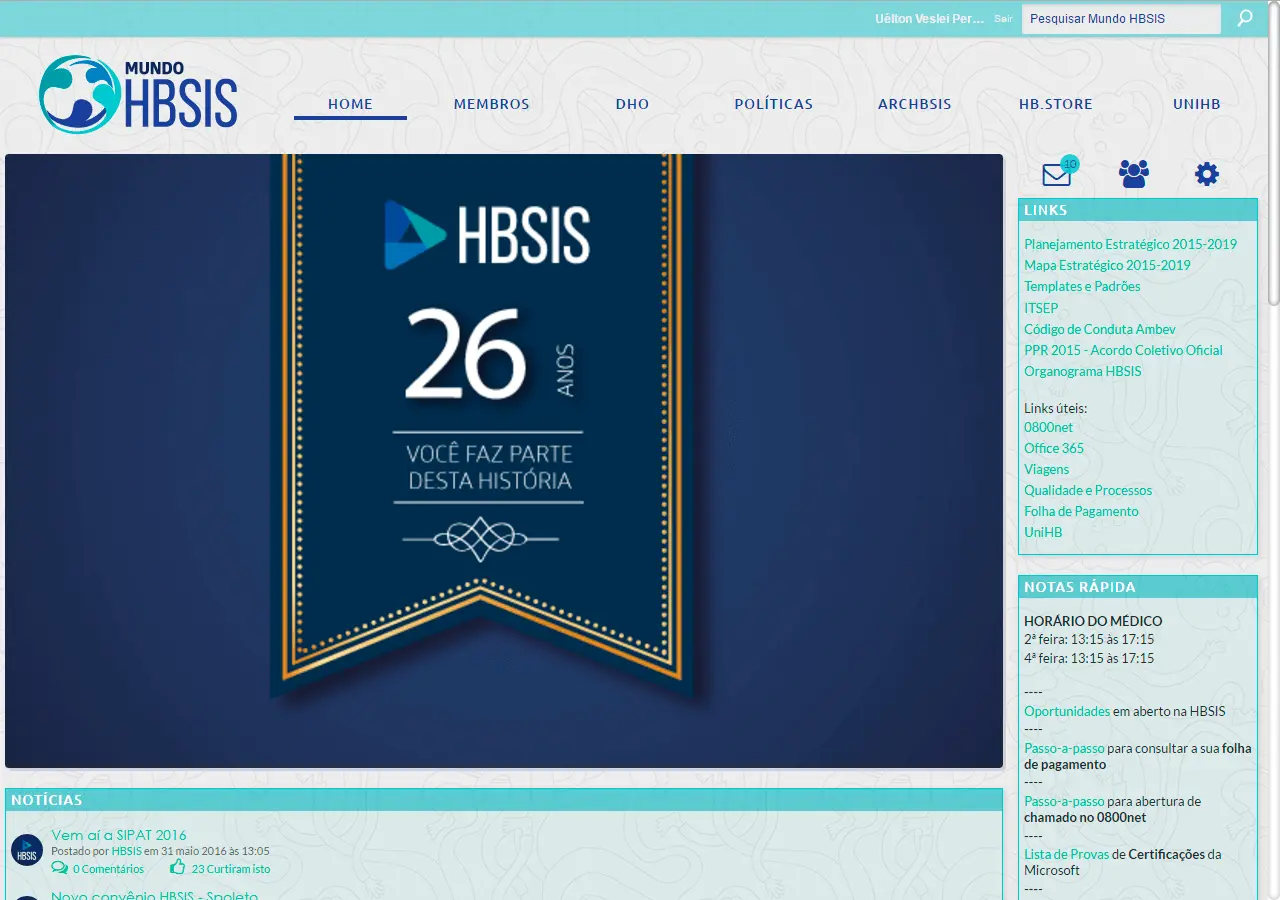 Uélton Veslei Per... Sair Pesquisar Mundo HBSIS
MUNDO
HBSIS
HOME MEMBROS DHO POLÍTICAS ARCHBSIS HB.STORE UNIHB
10
HBSIS
26
ANOS
VOCÊ FAZ PARTE
DESTA HISTÓRIA
LINKS
Planejamento Estratégico 2015-2019
Mapa Estratégico 2015-2019
Templates e Padrões
ITSEP
Código de Conduta Ambev
PPR 2015 - Acordo Coletivo Oficial
Organograma HBSIS
Links úteis:
0800net
Office 365
Viagens
Qualidade e Processos
Folha de Pagamento
UniHB
NOTAS RÁPIDA
HORÁRIO DO MÉDICO
2ª feira: 13:15 às 17:15
4ª feira: 13:15 às 17:15
----
Oportunidades em aberto na HBSIS
----
Passo-a-passo para consultar a sua folha
de pagamento
----
Passo-a-passo para abertura de
chamado no 0800net
----
Lista de Provas de Certificações da
Microsoft
----
NOTÍCIAS
HBSIS
Vem aí a SIPAT 2016
Postado por HBSIS em 31 maio 2016 às 13:05
0 Comentários 23 Curtiram isto
Novo convênio HBSIS - Spoleto